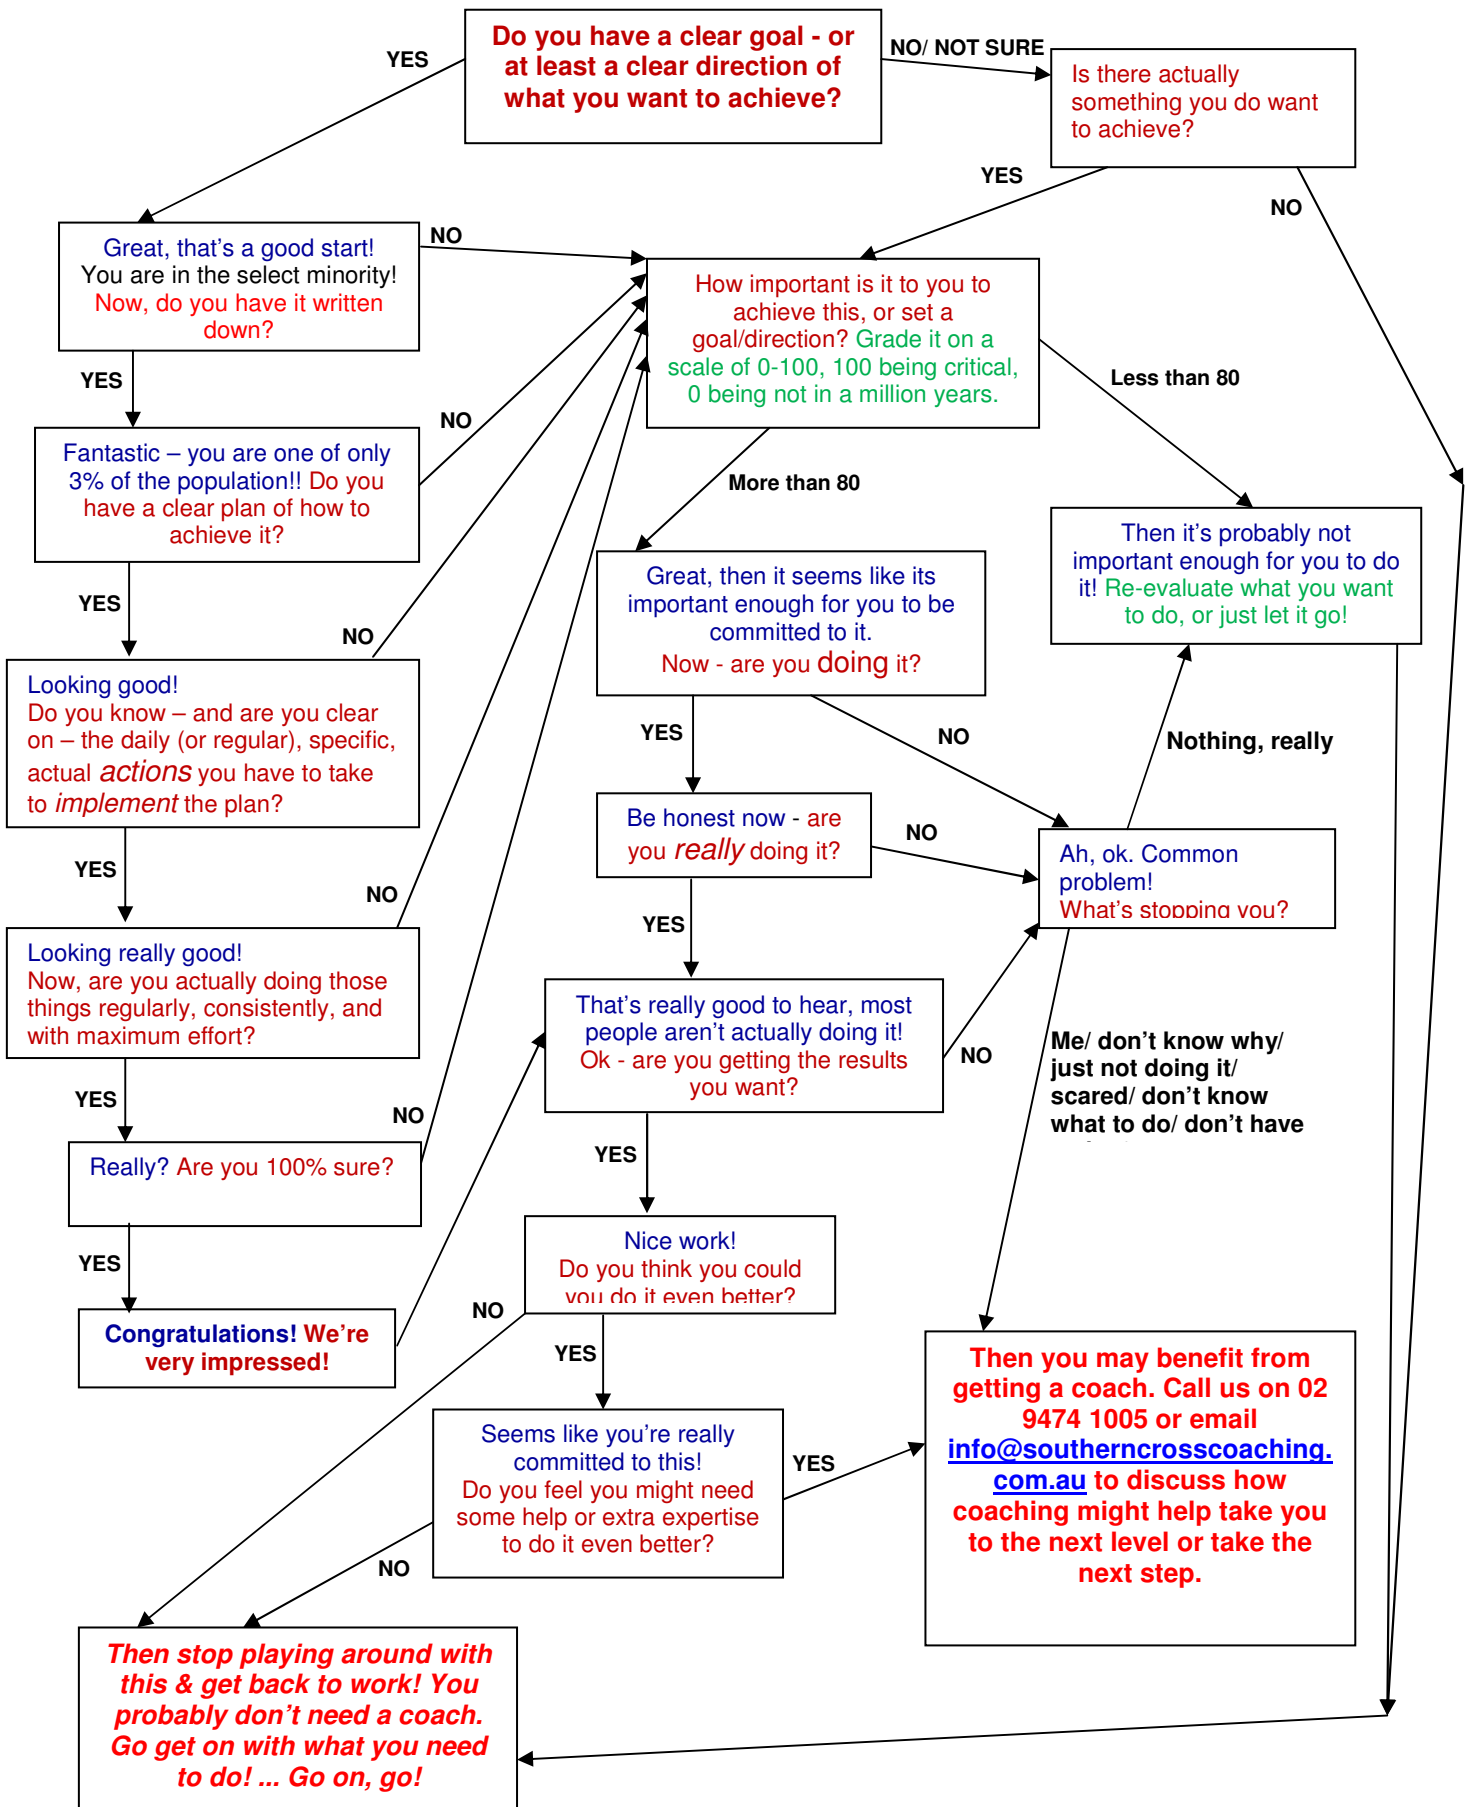 Do you have a clear goal - or
at least a clear direction of
what you want to achieve?
YES
NO/ NOT SURE
Is there actually
something you do want
to achieve?
YES
NO
Great, that's a good start!
You are in the select minority!
Now, do you have it written
down?
NO
How important is it to you to
achieve this, or set a
goal/direction? Grade it on a
scale of 0-100, 100 being critical,
0 being not in a million years.
YES
Less than 80
NO
Fantastic – you are one of only
3% of the population!! Do you
have a clear plan of how to
achieve it?
More than 80
Then it's probably not
important enough for you to do
it! Re-evaluate what you want
to do, or just let it go!
Great, then it seems like its
important enough for you to be
committed to it.
Now - are you doing it?
YES
NO
Looking good!
Do you know – and are you clear
on – the daily (or regular), specific,
actual actions you have to take
to implement the plan?
YES
NO
Nothing, really
Be honest now - are
you really doing it?
NO
Ah, ok. Common
problem!
What's stopping you?
YES
NO
YES
Looking really good!
Now, are you actually doing those
things regularly, consistently, and
with maximum effort?
That's really good to hear, most
people aren't actually doing it!
Ok - are you getting the results
you want?
NO
Me/ don't know why/
just not doing it/
scared/ don't know
what to do/ don't have
YES
NO
Really? Are you 100% sure?
YES
Nice work!
Do you think you could
you do it even better?
YES
NO
Congratulations! We're
very impressed!
YES
Then you may benefit from
getting a coach. Call us on 02
9474 1005 or email
info@southerncrosscoaching.
com.au to discuss how
coaching might help take you
to the next level or take the
next step.
Seems like you're really
committed to this!
Do you feel you might need
some help or extra expertise
to do it even better?
YES
NO
Then stop playing around with
this & get back to work! You
probably don't need a coach.
Go get on with what you need
to do! ... Go on, go!